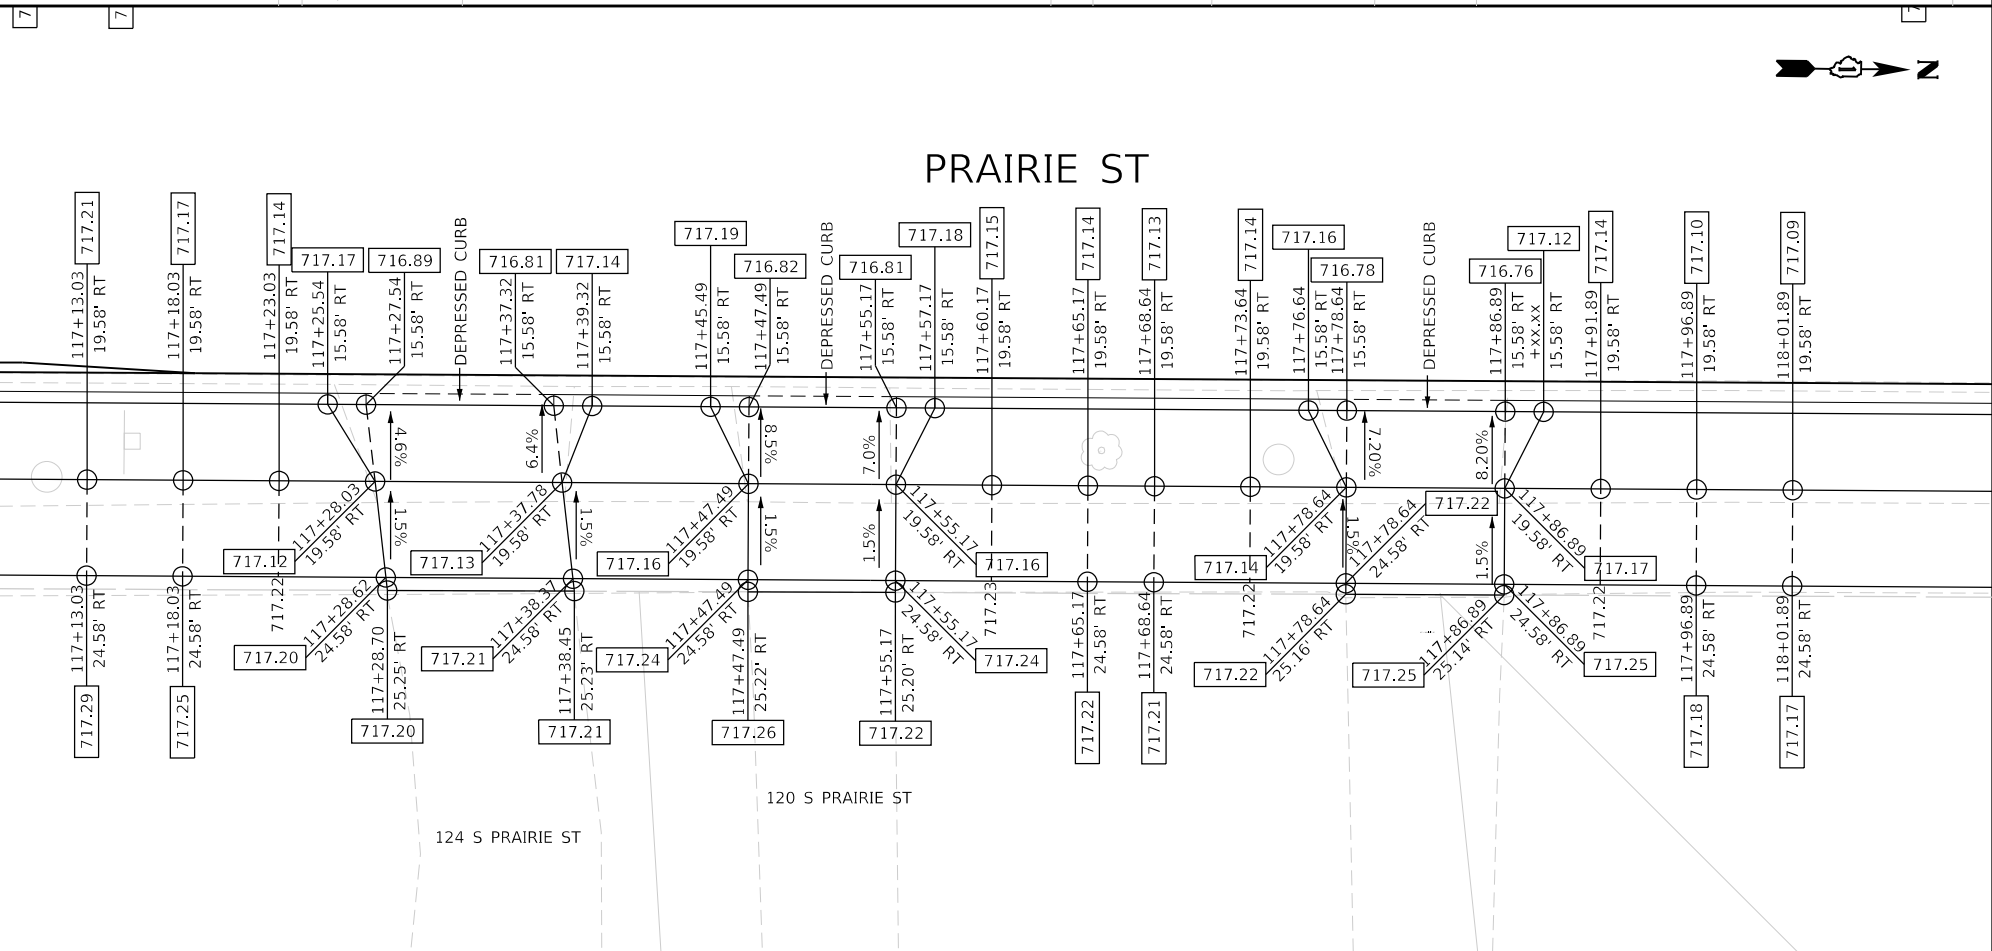 7
7
7
N
PRAIRIE ST
717.21
117+13.03
19.58' RT
717.17
117+18.03
19.58' RT
717.14
117+23.03
19.58' RT
717.17
117+25.54
15.58' RT
716.89
117+27.54
15.58' RT
DEPRESSED CURB
716.81
117+37.32
15.58' RT
717.14
117+39.32
15.58' RT
717.19
117+45.49
15.58' RT
716.82
117+47.49
15.58' RT
DEPRESSED CURB
716.81
117+55.17
15.58' RT
717.18
117+57.17
15.58' RT
717.15
117+60.17
19.58' RT
717.14
117+65.17
19.58' RT
717.13
117+68.64
19.58' RT
717.14
117+73.64
19.58' RT
717.16
117+76.64
15.58' RT
716.78
117+78.64
15.58' RT
DEPRESSED CURB
716.76
117+86.89
15.58' RT
717.12
+XX.XX
15.58' RT
717.14
117+91.89
19.58' RT
717.10
117+96.89
19.58' RT
717.09
118+01.89
19.58' RT
4.6%
6.4%
8.5%
7.0%
7.20%
8.20%
1.5%
1.5%
1.5%
1.5%
1.5%
1.5%
117+28.03
19.58' RT
717.12
117+37.78
19.58' RT
717.13
117+47.49
19.58' RT
717.16
117+55.17
19.58' RT
717.16
117+78.64
19.58' RT
717.14
117+78.64
24.58' RT
717.22
117+86.89
19.58' RT
717.17
117+13.03
24.58' RT
717.29
117+18.03
24.58' RT
717.25
717.22
117+28.62
24.58' RT
717.20
117+28.70
25.25' RT
717.20
117+38.37
24.58' RT
717.21
117+38.45
25.23' RT
717.21
117+47.49
24.58' RT
717.24
117+47.49
25.22' RT
717.26
117+55.17
25.20' RT
717.22
117+55.17
24.58' RT
717.24
717.23
117+65.17
24.58' RT
717.22
117+68.64
24.58' RT
717.21
717.22
117+78.64
25.16' RT
717.22
117+86.89
25.14' RT
717.25
117+86.89
24.58' RT
717.25
717.22
117+96.89
24.58' RT
717.18
118+01.89
24.58' RT
717.17
120 S PRAIRIE ST
124 S PRAIRIE ST